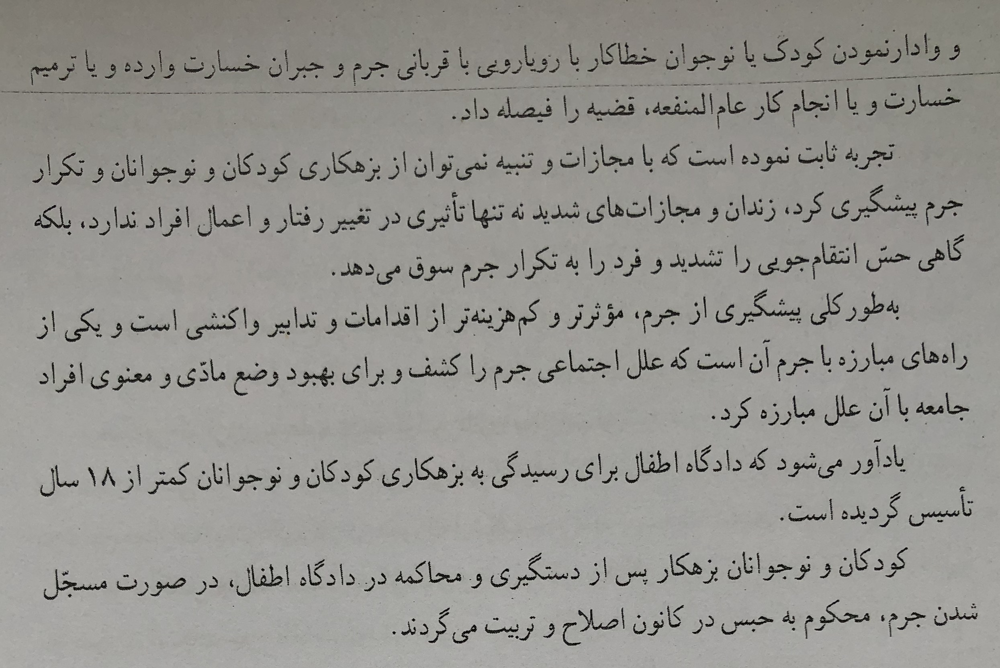 و وادارنمودن کودک یا نوجوان خطاکار با رویارویی با قربانی جرم و جبران خسارت وارده و یا ترمیم
خسارت و یا انجام کار عام‌المنفعه، قضیه را فیصله داد.
تجربه ثابت نموده است که با مجازات و تنبیه نمی‌توان از بزهکاری کودکان و نوجوانان و تکرار
جرم پیشگیری کرد، زندان و مجازات‌های شدید نه تنها تأثیری در تغییر رفتار و اعمال افراد ندارد، بلکه
گاهی حسّ انتقام‌جویی را تشدید و فرد را به تکرار جرم سوق می‌دهد.
به‌طور کلی پیشگیری از جرم، مؤثرتر و کم‌هزینه‌تر از اقدامات و تدابیر واکنشی است و یکی از
راه‌های مبارزه با جرم آن است که علل اجتماعی جرم را کشف و برای بهبود وضع مادّی و معنوی افراد
جامعه با آن علل مبارزه کرد.
یادآور می‌شود که دادگاه اطفال برای رسیدگی به بزهکاری کودکان و نوجوانان کمتر از ۱۸ سال
تأسیس گردیده است.
کودکان و نوجوانان بزهکار پس از دستگیری و محاکمه در دادگاه اطفال، در صورت مسجّل
شدن جرم، محکوم به حبس در کانون اصلاح و تربیت می‌گردند.